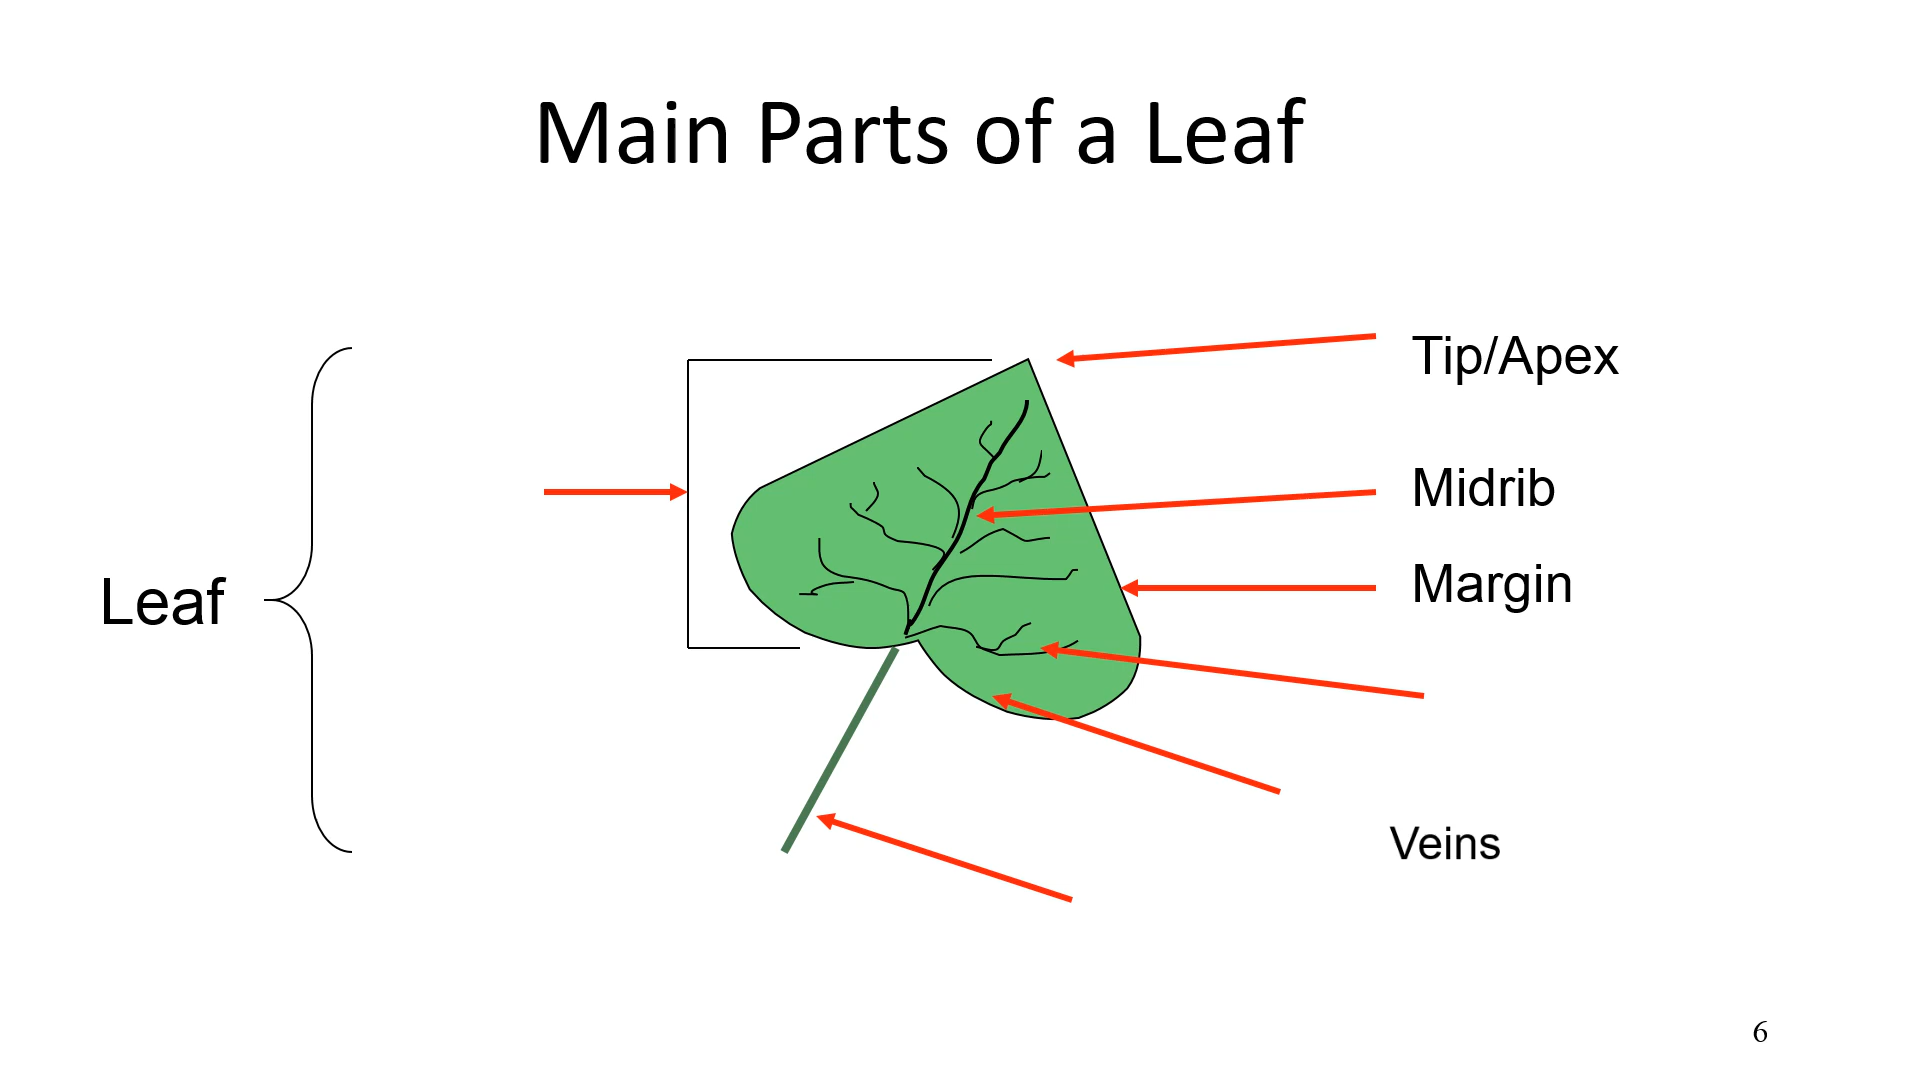 Main Parts of a Leaf
Tip/Apex
Midrib
Margin
Leaf
Veins
6